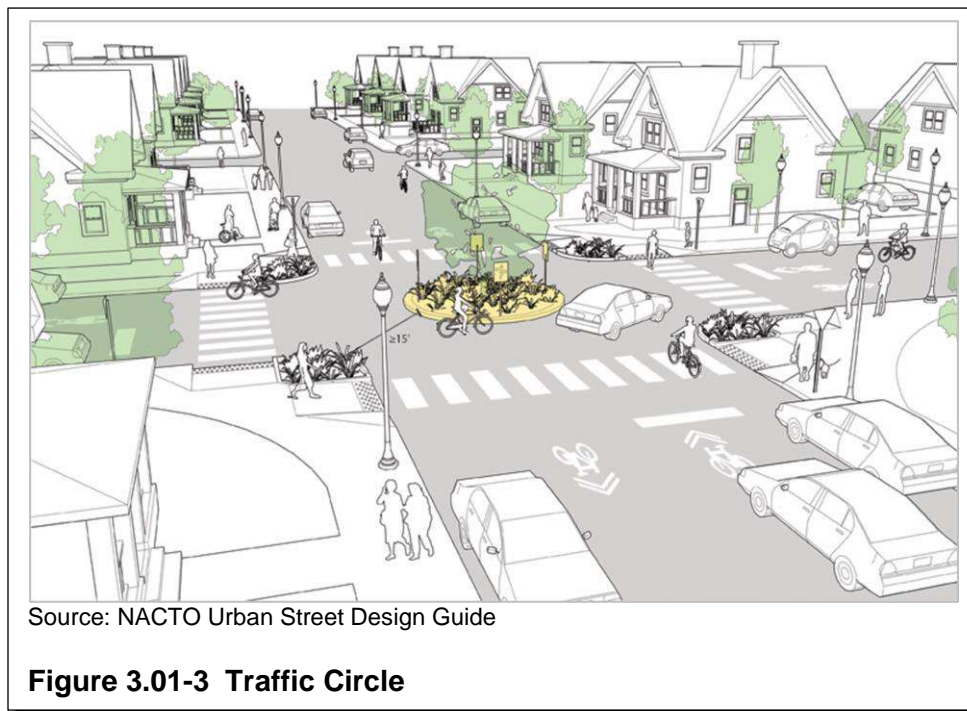 ≥15'
Source: NACTO Urban Street Design Guide
Figure 3.01-3 Traffic Circle